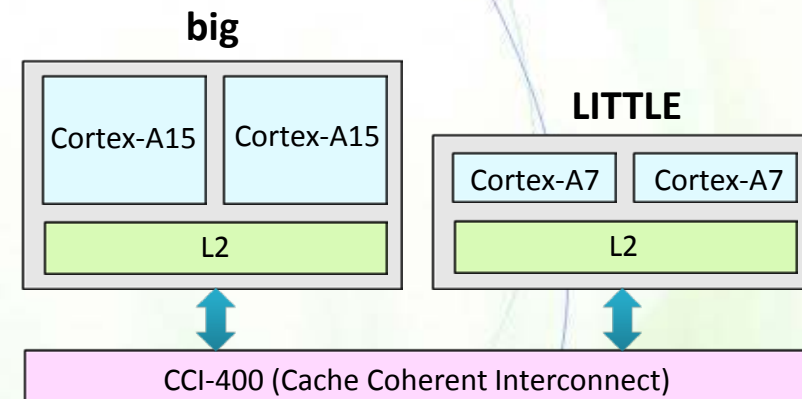 big
LITTLE
Cortex-A15
Cortex-A15
Cortex-A7
Cortex-A7
L2
L2
CCI-400 (Cache Coherent Interconnect)